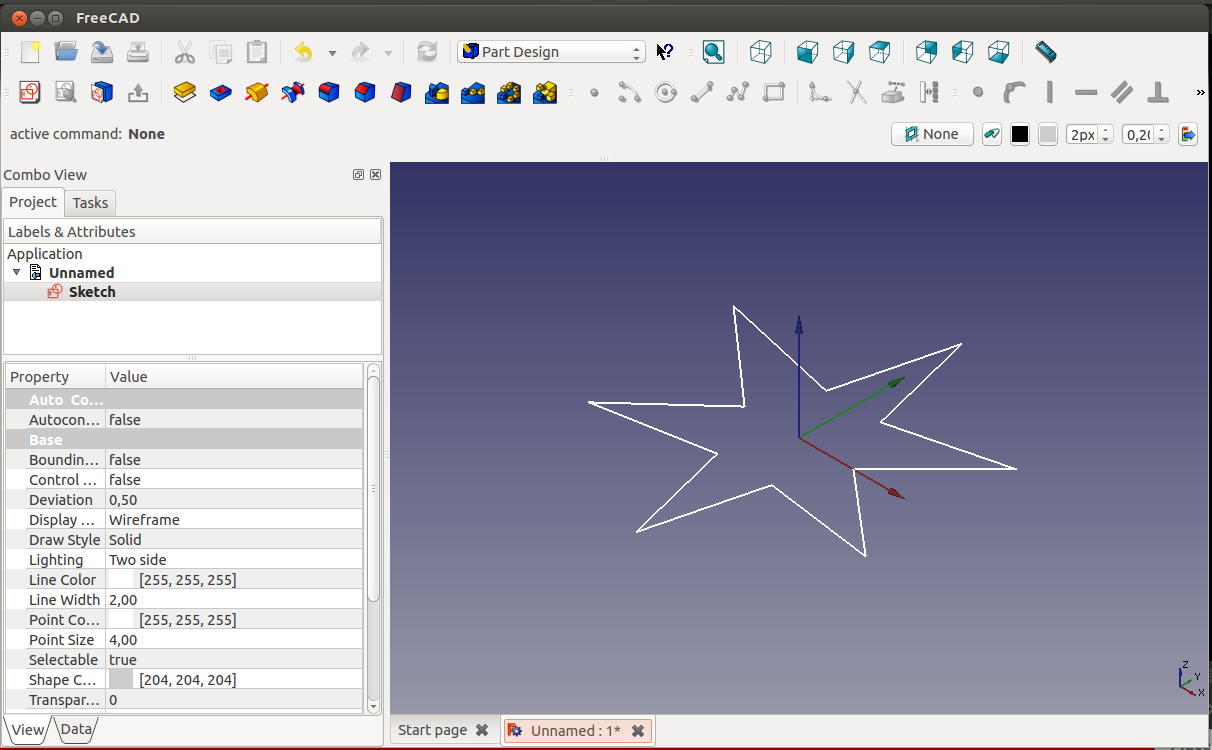 FreeCAD
Part Design
»
active command: None
None
2px
0,20
Combo View
Project
Tasks
Labels & Attributes
Application
Unnamed
Sketch
Property Value
Auto Co...
Autocon... false
Base
Boundin... false
Control ... false
Deviation 0,50
Display ... Wireframe
Draw Style Solid
Lighting Two side
Line Color [255, 255, 255]
Line Width 2,00
Point Co... [255, 255, 255]
Point Size 4,00
Selectable true
Shape C... [204, 204, 204]
Transpar... 0
Z
Y
X
View
Data
Start page
Unnamed : 1*